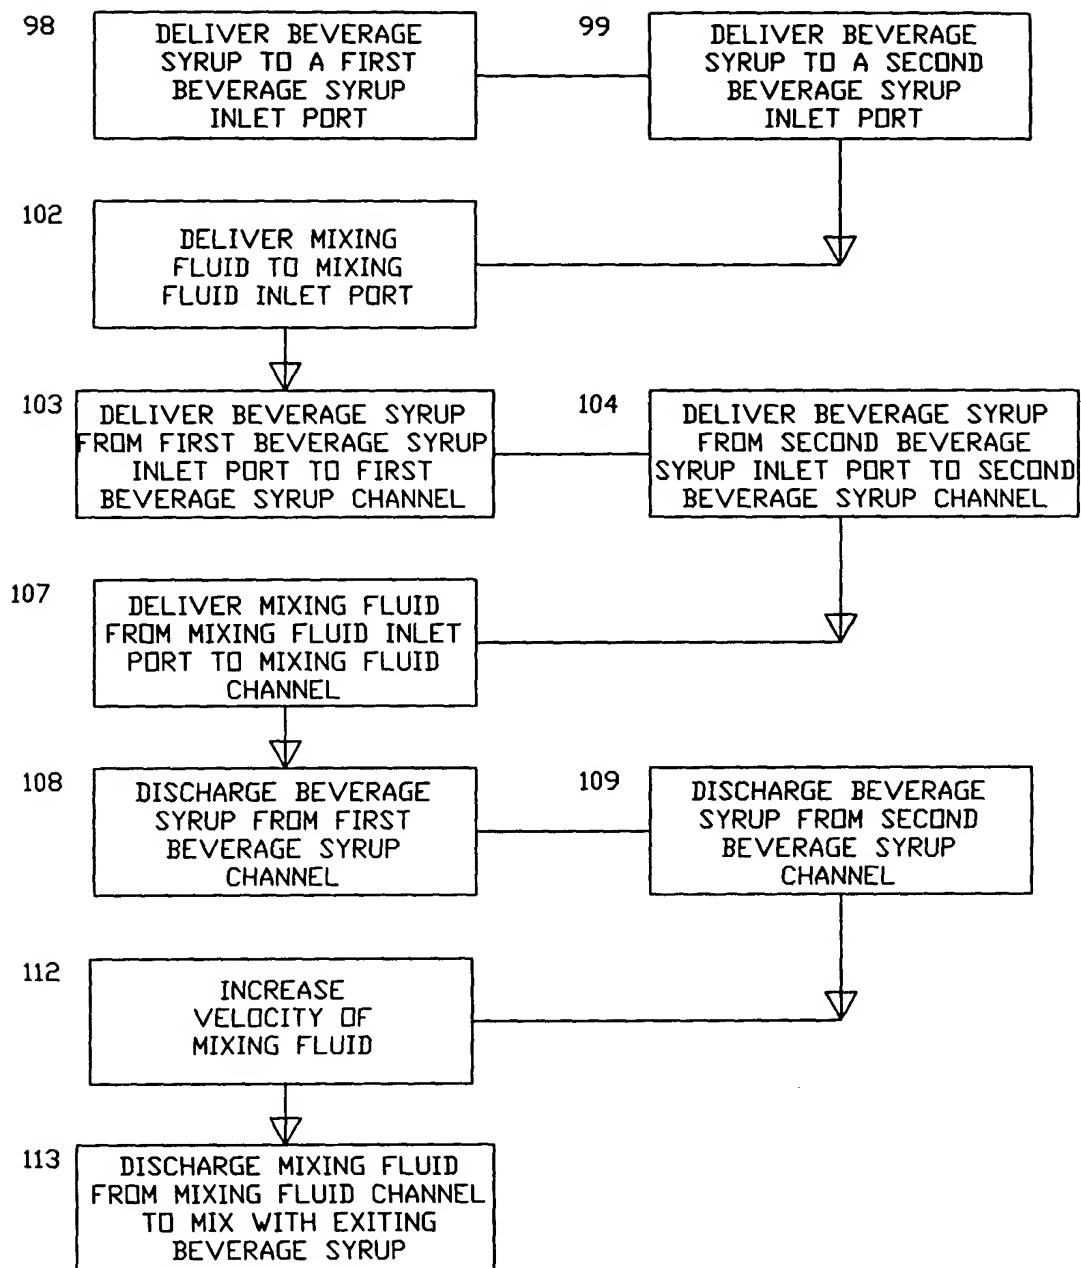 98
DELIVER BEVERAGE
SYRUP TO A FIRST
BEVERAGE SYRUP
INLET PORT
99
DELIVER BEVERAGE
SYRUP TO A SECOND
BEVERAGE SYRUP
INLET PORT
102
DELIVER MIXING
FLUID TO MIXING
FLUID INLET PORT
103
DELIVER BEVERAGE SYRUP
FROM FIRST BEVERAGE SYRUP
INLET PORT TO FIRST
BEVERAGE SYRUP CHANNEL
104
DELIVER BEVERAGE SYRUP
FROM SECOND BEVERAGE
SYRUP INLET PORT TO SECOND
BEVERAGE SYRUP CHANNEL
107
DELIVER MIXING FLUID
FROM MIXING FLUID INLET
PORT TO MIXING FLUID
CHANNEL
108
DISCHARGE BEVERAGE
SYRUP FROM FIRST
BEVERAGE SYRUP
CHANNEL
109
DISCHARGE BEVERAGE
SYRUP FROM SECOND
BEVERAGE SYRUP
CHANNEL
112
INCREASE
VELOCITY OF
MIXING FLUID
113
DISCHARGE MIXING FLUID
FROM MIXING FLUID CHANNEL
TO MIX WITH EXITING
BEVERAGE SYRUP